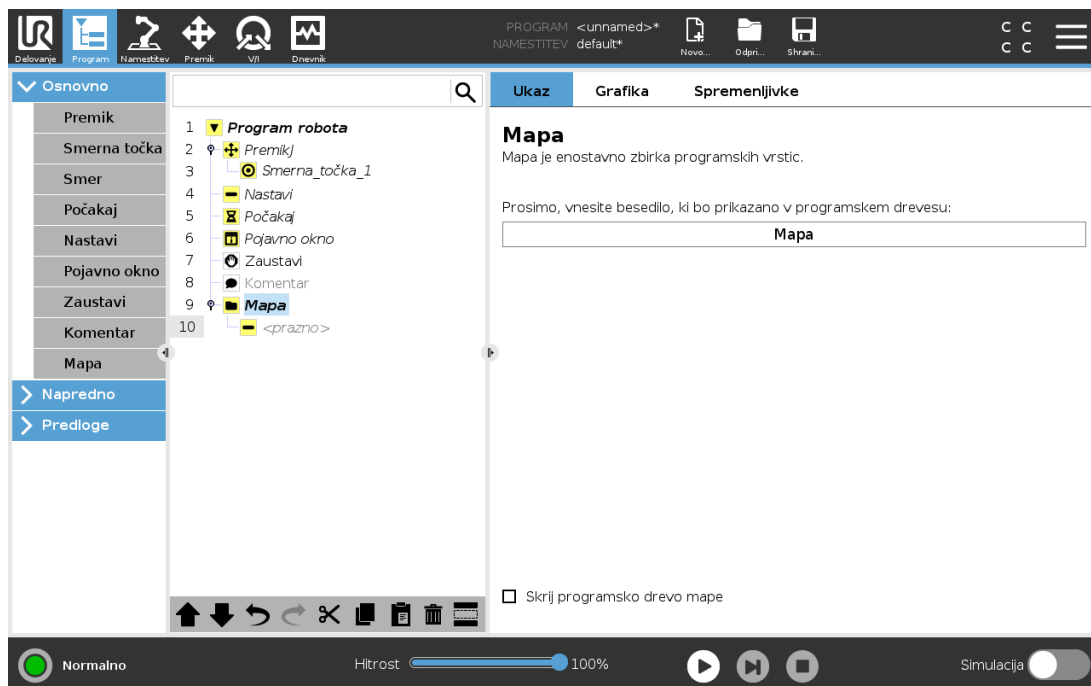 PROGRAM <unnamed>*
NAMESTITEV default*
C C
C C
Delovanje Program Namestitev Premik V/I Dnevnik Novo... Odpri... Shrani...
Osnovno
Premik
Smerna točka
Smer
Počakaj
Nastavi
Pojavno okno
Zaustavi
Komentar
Mapa
Napredno
Predloge
1 Program robota
2 PremikJ
3 Smerna_točka_1
4 Nastavi
5 Počakaj
6 Pojavno okno
7 Zaustavi
8 Komentar
9 Mapa
10 <prazno>
Ukaz Grafika Spremenljivke
Mapa
Mapa je enostavno zbirka programskih vrstic.
Prosimo, vnesite besedilo, ki bo prikazano v programskem drevesu:
Mapa
Skrij programsko drevo mape
Normalno Hitrost 100% Simulacija